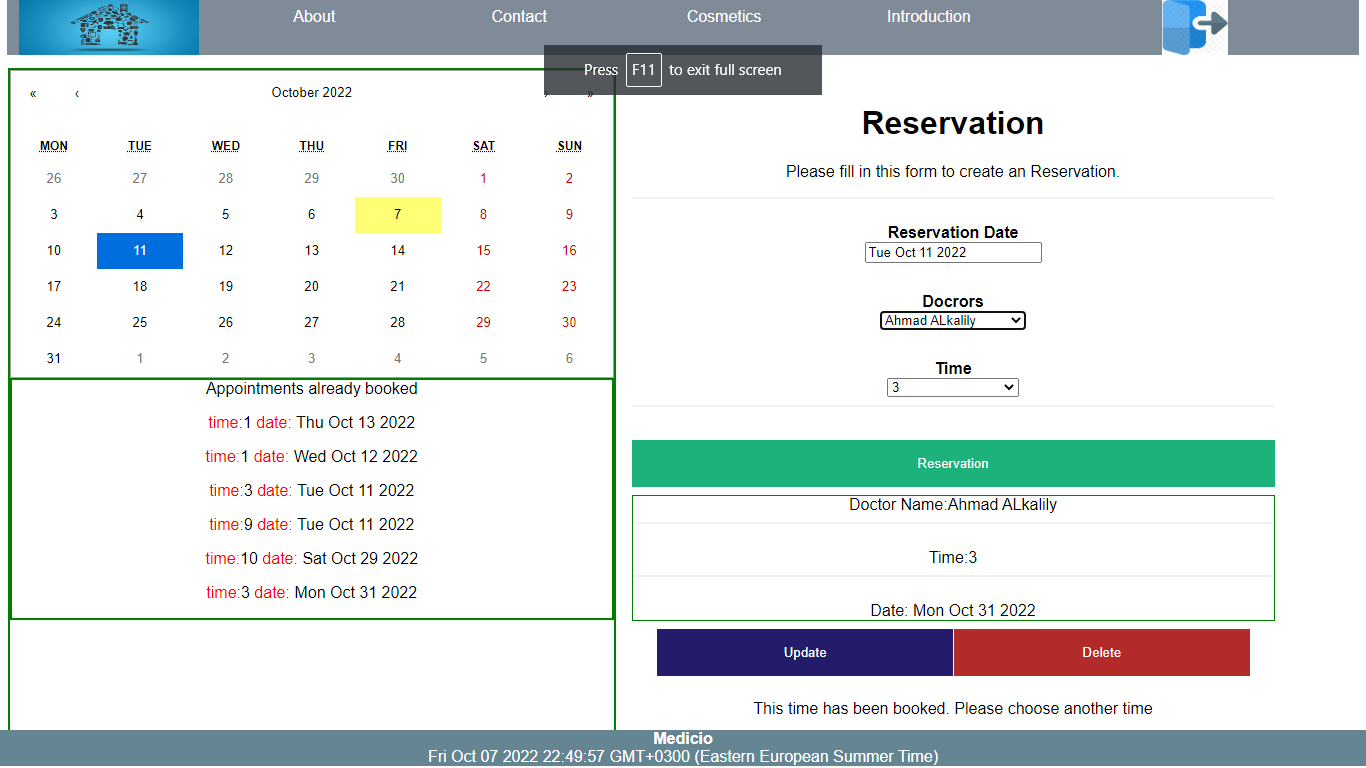 About Contact Cosmetics Introduction
Press F11 to exit full screen
« ‹ October 2022 › »
MON TUE WED THU FRI SAT SUN
26 27 28 29 30 1 2
3 4 5 6 7 8 9
10 11 12 13 14 15 16
17 18 19 20 21 22 23
24 25 26 27 28 29 30
31 1 2 3 4 5 6
Appointments already booked
time:1 date: Thu Oct 13 2022
time:1 date: Wed Oct 12 2022
time:3 date: Tue Oct 11 2022
time:9 date: Tue Oct 11 2022
time:10 date: Sat Oct 29 2022
time:3 date: Mon Oct 31 2022
Reservation
Please fill in this form to create an Reservation.
Reservation Date
Tue Oct 11 2022
Docrors
Ahmad ALkalily
Time
3
Reservation
Doctor Name:Ahmad ALkalily
Time:3
Date: Mon Oct 31 2022
Update Delete
This time has been booked. Please choose another time
Medicio
Fri Oct 07 2022 22:49:57 GMT+0300 (Eastern European Summer Time)